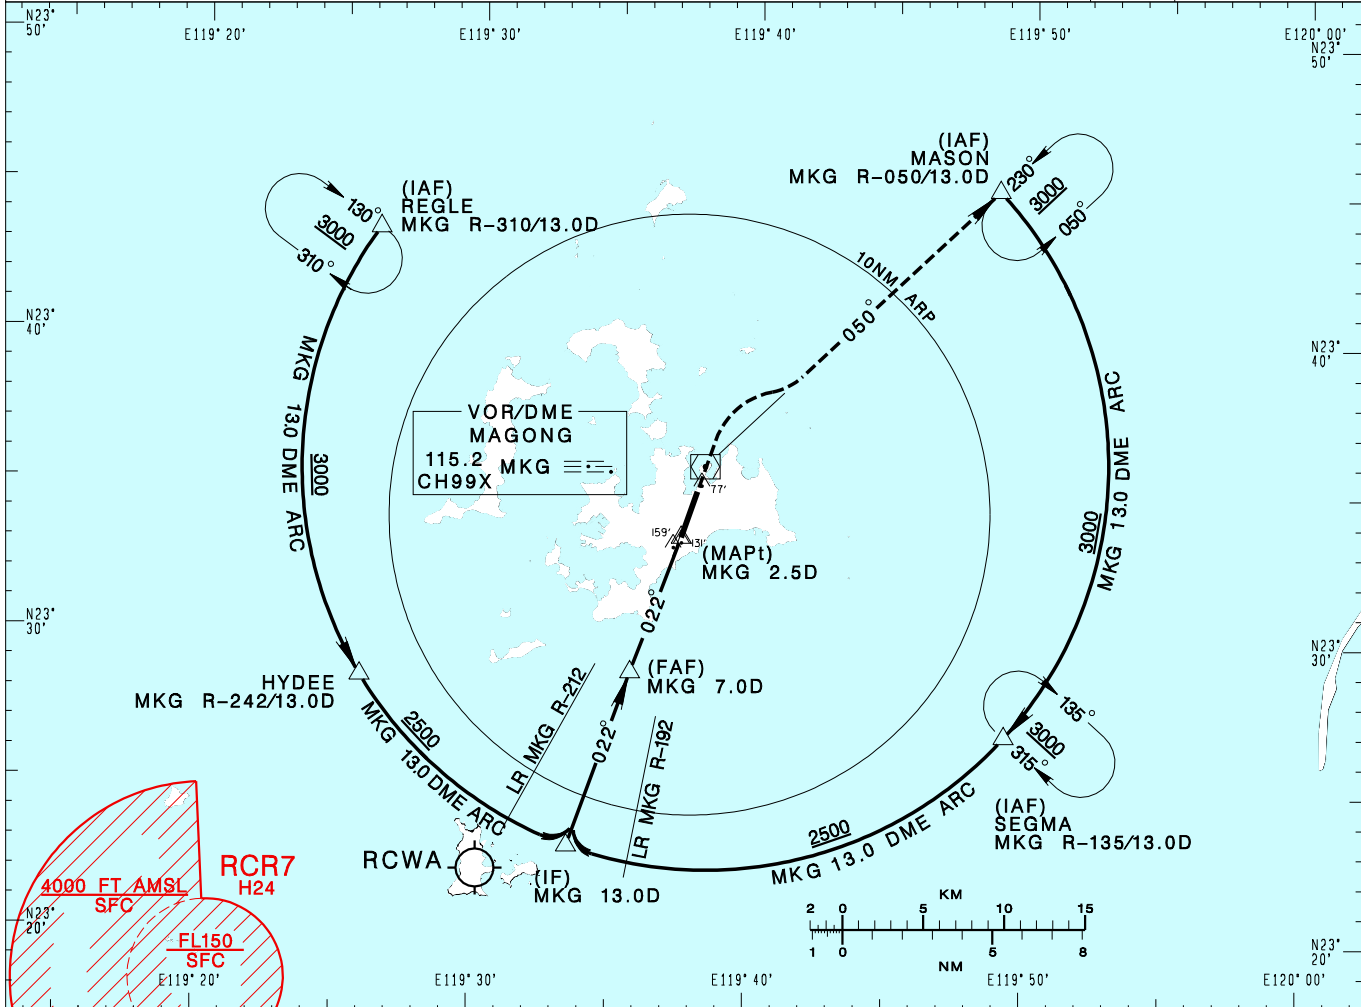 N23°
50'
E119°20'
E119°30'
E119°40'
E119°50'
E120°00'
N23°
50'
(IAF)
MASON
MKG R-050/13.0D
230°
3000
050°
(IAF)
REGLE
MKG R-310/13.0D
130°
3000
310°
10NM ARP
050°
N23°
40'
N23°
40'
MKG 13.0 DME ARC
3000
MKG 13.0 DME ARC
3000
VOR/DME
MAGONG
115.2 MKG
CH99X
77'
159'
131'
(MAPt)
MKG 2.5D
022°
N23°
30'
N23°
30'
(FAF)
MKG 7.0D
HYDEE
MKG R-242/13.0D
LR MKG R-212
022°
LR MKG R-192
2500
MKG 13.0 DME ARC
135°
3000
315°
(IAF)
SEGMA
MKG R-135/13.0D
2500
MKG 13.0 DME ARC
RCWA
(IF)
MKG 13.0D
RCR7
H24
4000 FT AMSL
SFC
FL150
SFC
KM
2 0 5 10 15
1 0 5 8
NM
N23°
20'
N23°
20'
E119°20'
E119°30'
E119°40'
E119°50'
E120°00'